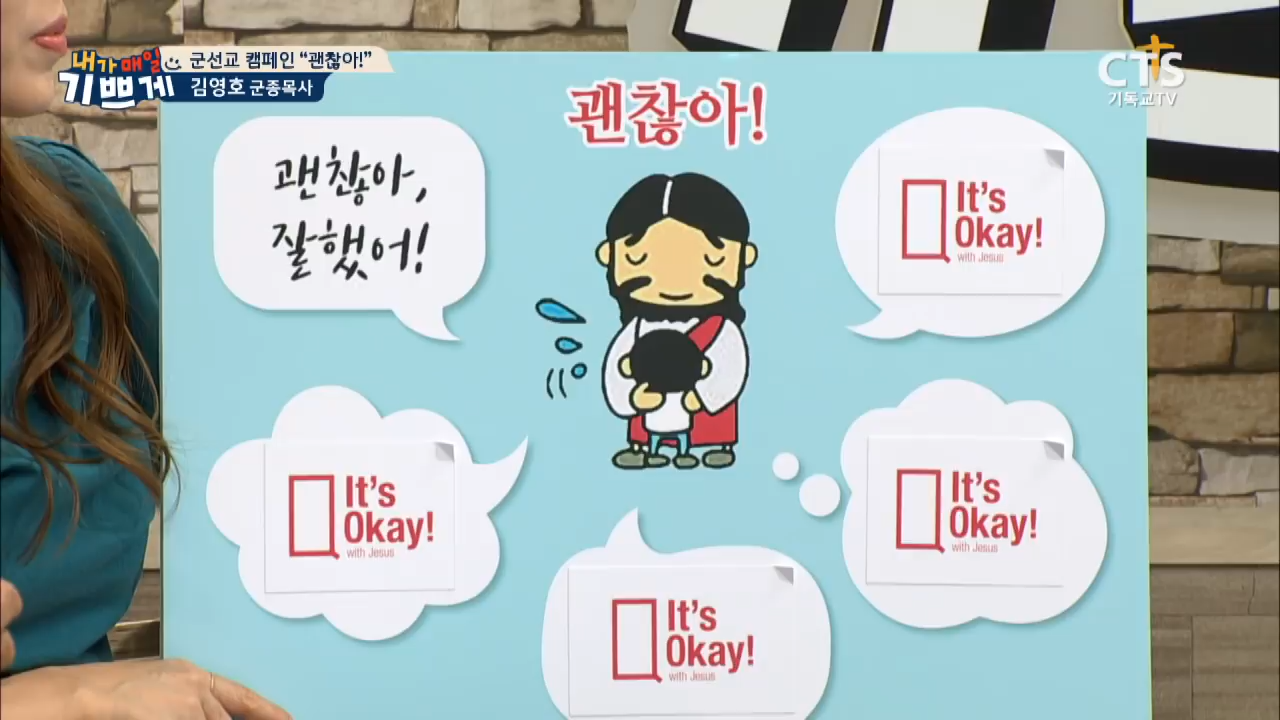 내가 매일
기쁘게
군선교 캠페인 “괜찮아!”
김영호 군종목사
CTS
기독교TV
괜찮아!
괜찮아,
잘했어!
It's
Okay!
with Jesus
It's
Okay!
with Jesus
It's
Okay!
with Jesus
It's
Okay!
with Jesus